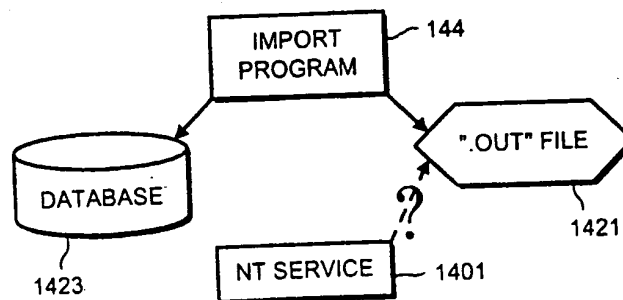 IMPORT
PROGRAM
144
DATABASE
".OUT" FILE
?
1423
1421
NT SERVICE
1401